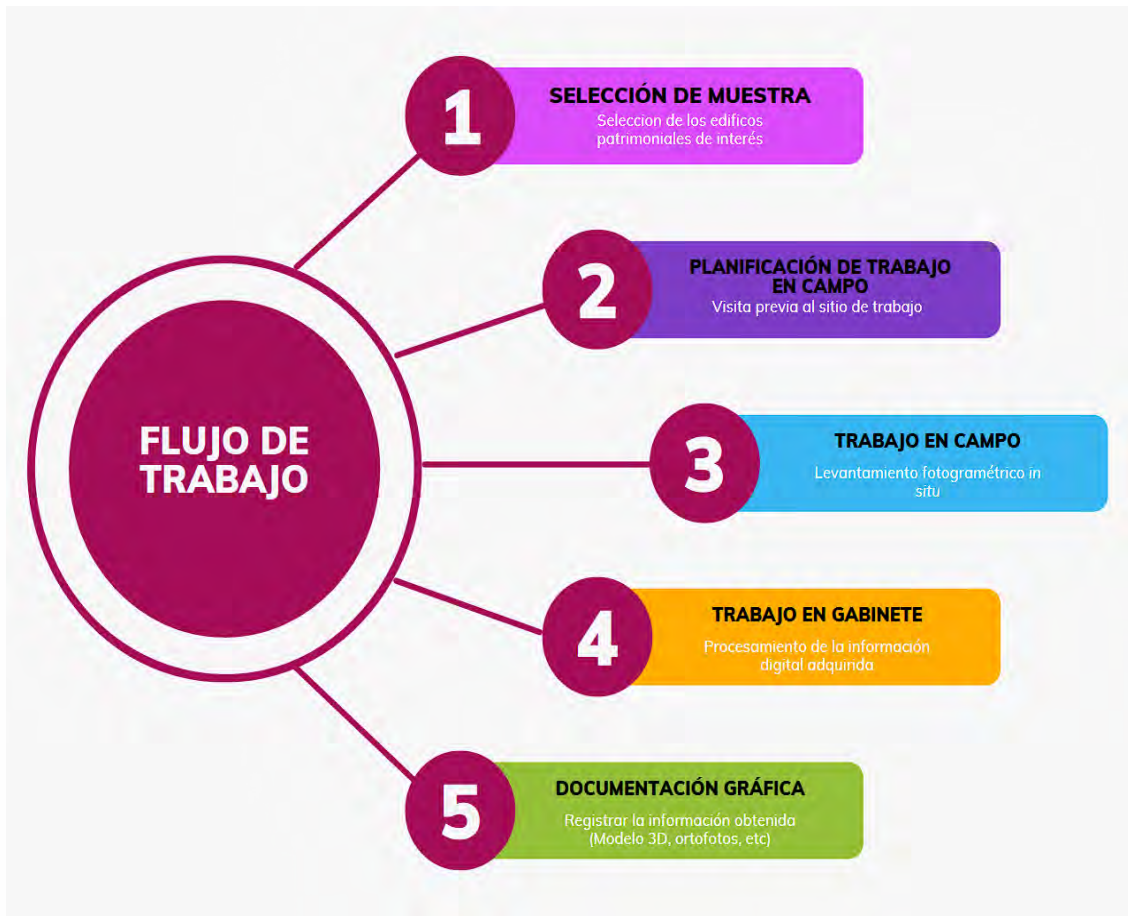 FLUJO DE
TRABAJO
1
SELECCIÓN DE MUESTRA
Seleccion de los edificos
patrimoniales de interés
2
PLANIFICACIÓN DE TRABAJO
EN CAMPO
Visita previa al sitio de trabajo
3
TRABAJO EN CAMPO
Levantamiento fotogramétrico in
situ
4
TRABAJO EN GABINETE
Procesamiento de la información
digital adquirida
5
DOCUMENTACIÓN GRÁFICA
Registrar la información obtenida
(Modelo 3D, ortofotos, etc)